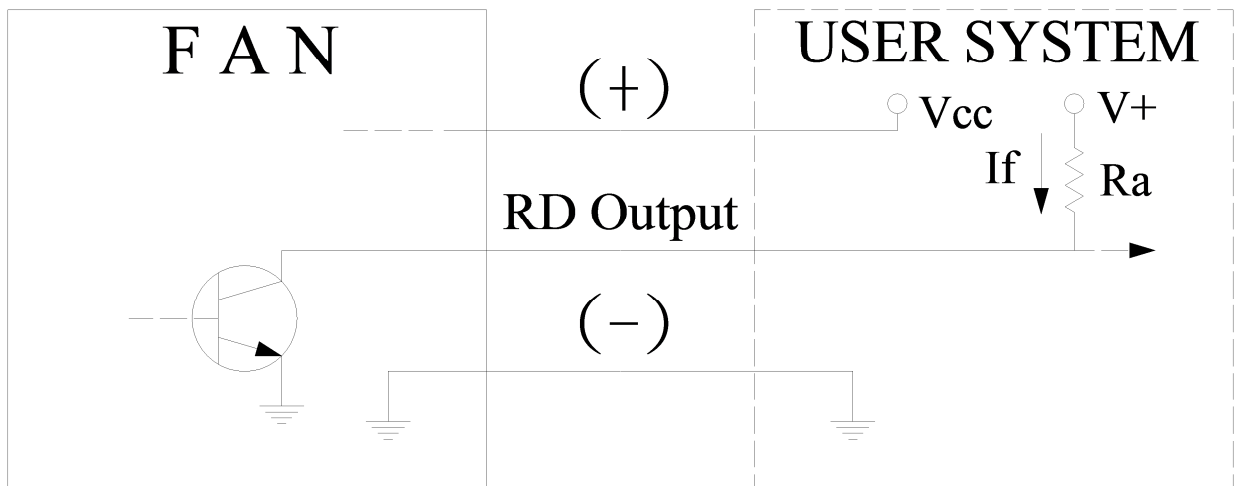 F A N
USER SYSTEM
(+)
Vcc
V+
If
Ra
RD Output
(−)